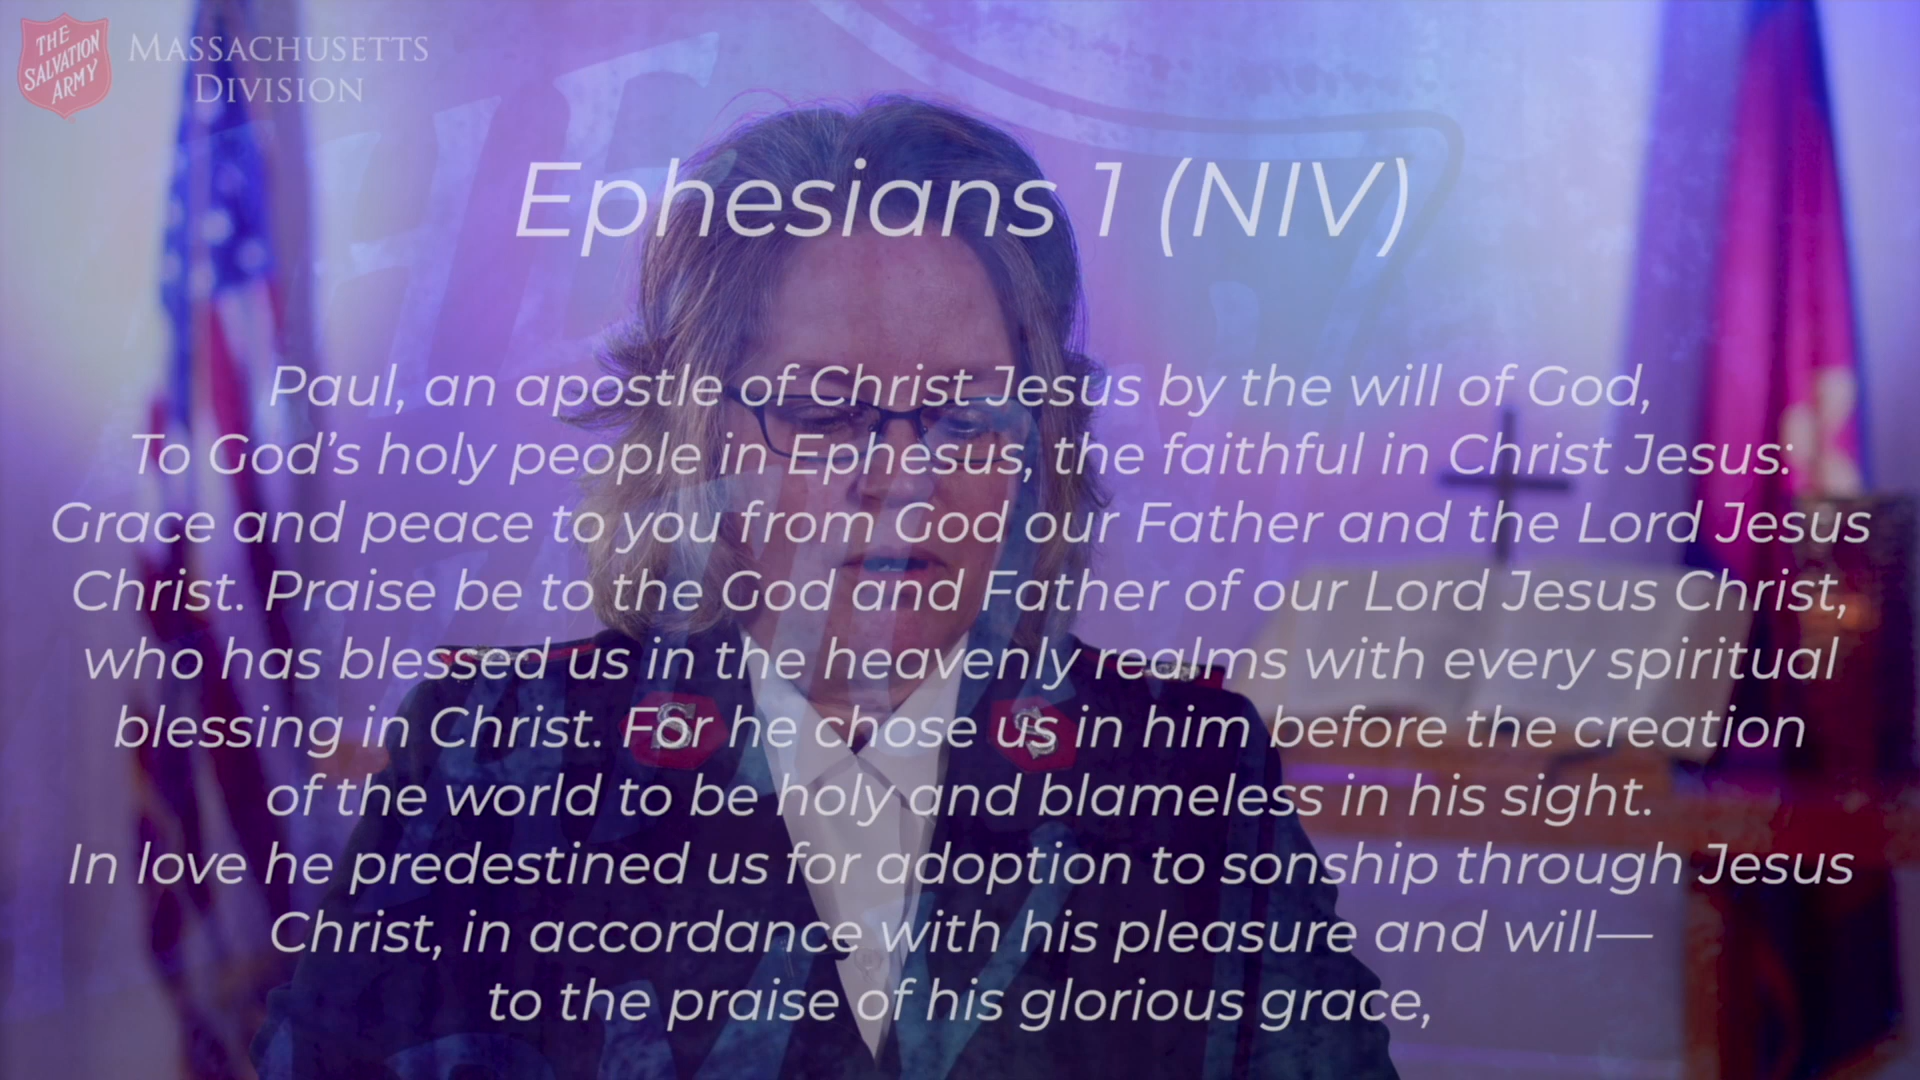 THE
SALVATION
ARMY
MASSACHUSETTS
DIVISION
Ephesians 1 (NIV)
Paul, an apostle of Christ Jesus by the will of God,
To God’s holy people in Ephesus, the faithful in Christ Jesus:
Grace and peace to you from God our Father and the Lord Jesus
Christ. Praise be to the God and Father of our Lord Jesus Christ,
who has blessed us in the heavenly realms with every spiritual
blessing in Christ. For he chose us in him before the creation
of the world to be holy and blameless in his sight.
In love he predestined us for adoption to sonship through Jesus
Christ, in accordance with his pleasure and will—
to the praise of his glorious grace,
S
S